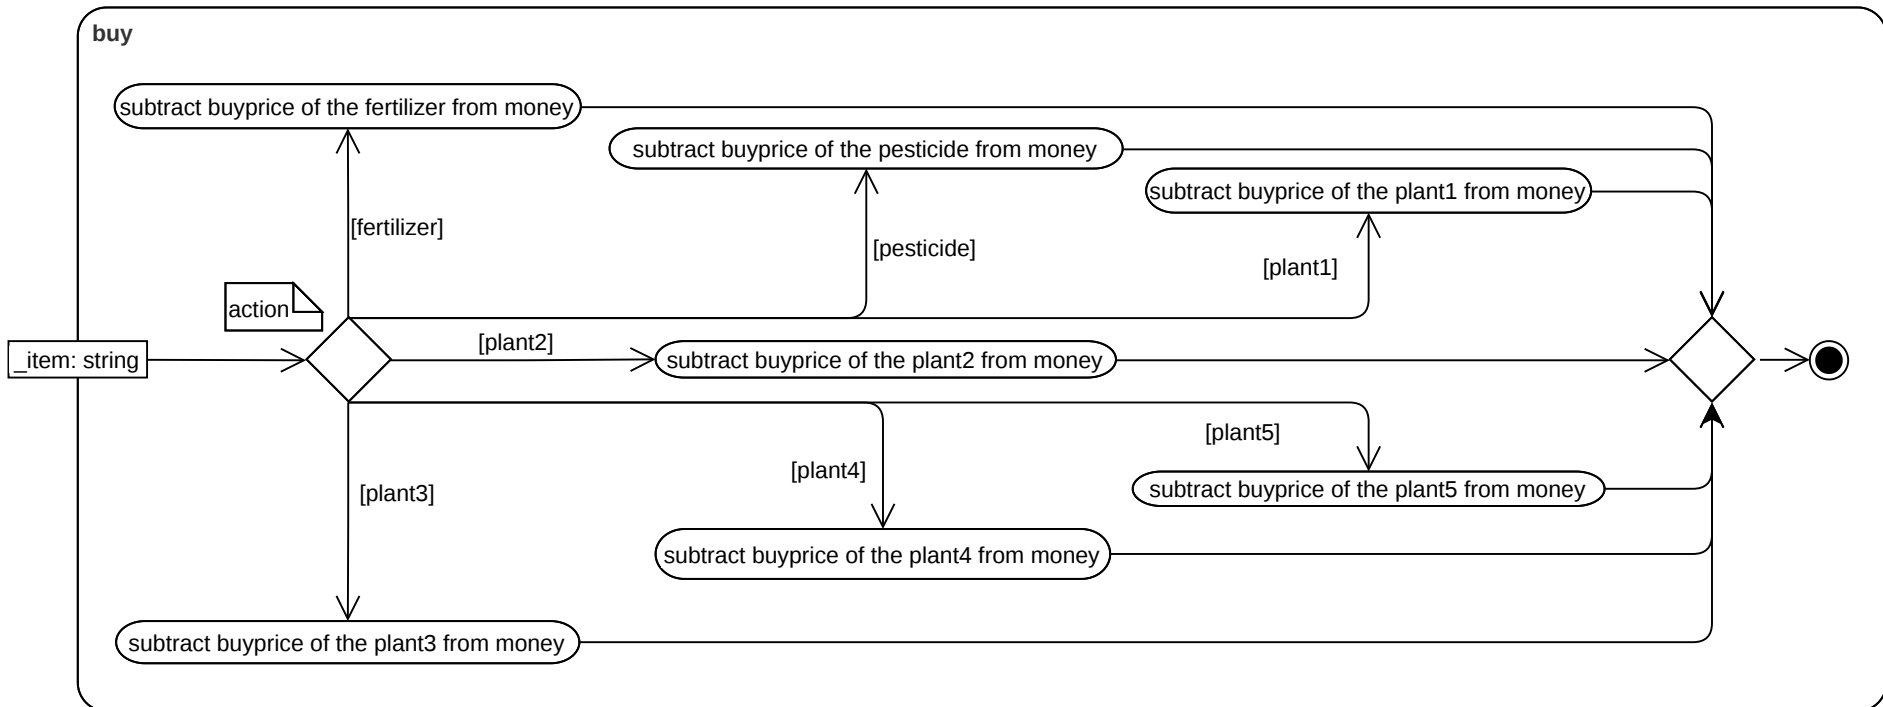 buy
subtract buyprice of the fertilizer from money
subtract buyprice of the pesticide from money
subtract buyprice of the plant1 from money
[fertilizer]
[pesticide]
[plant1]
action
[plant2]
_item: string
subtract buyprice of the plant2 from money
[plant5]
[plant4]
[plant3]
subtract buyprice of the plant5 from money
subtract buyprice of the plant4 from money
subtract buyprice of the plant3 from money